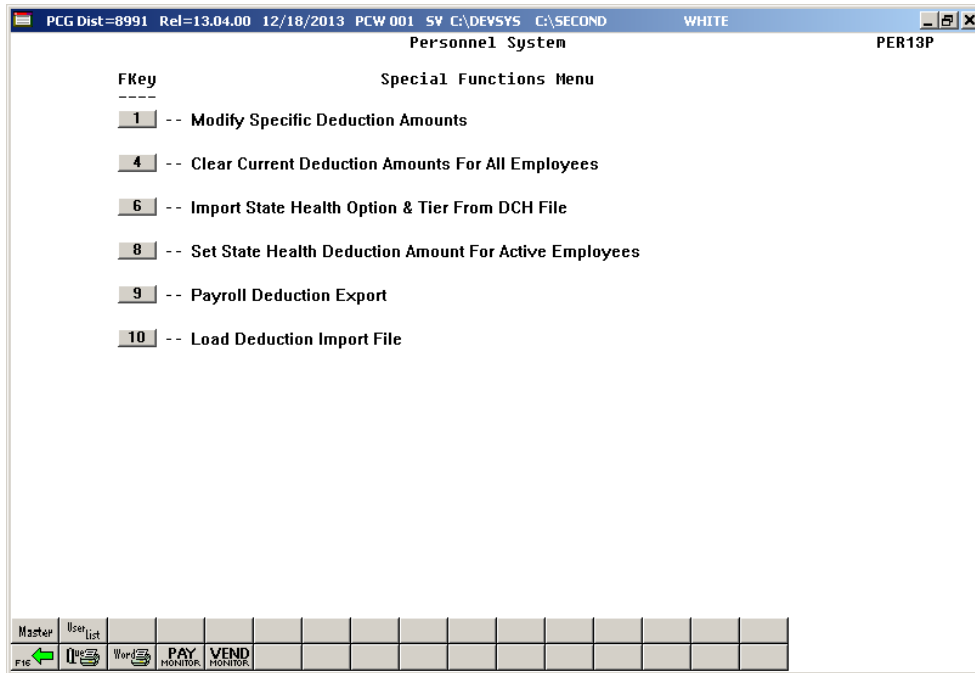 PCG Dist=8991 Rel=13.04.00 12/18/2013 PCW 001 SV C:\DEVSYS C:\SECOND WHITE
Personnel System PER13P
FKey Special Functions Menu
----
1 -- Modify Specific Deduction Amounts
4 -- Clear Current Deduction Amounts For All Employees
6 -- Import State Health Option & Tier From DCH File
8 -- Set State Health Deduction Amount For Active Employees
9 -- Payroll Deduction Export
10 -- Load Deduction Import File
Master User List
F16 Que Word PAY MONITOR VEND MONITOR